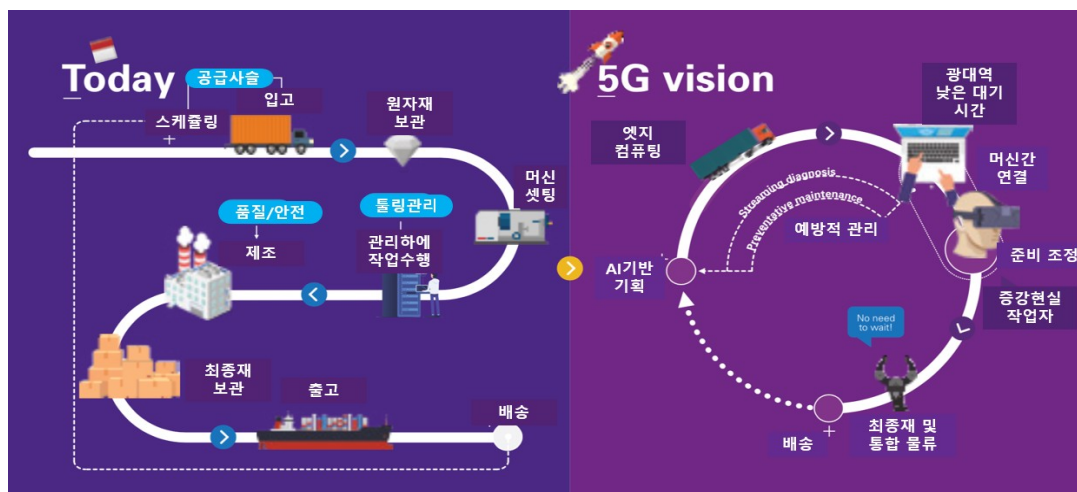 Today
공급사슬
입고
스케쥴링
원자재
보관
머신
셋팅
품질/안전
제조
툴링관리
관리하에
작업수행
최종재
보관
출고
배송
5G vision
엣지
컴퓨팅
광대역
낮은 대기
시간
머신간
연결
Streaming diagnosis
Preventative maintenance
예방적 관리
준비 조정
AI기반
기획
증강현실
작업자
No need
to wait!
배송
최종재 및
통합 물류